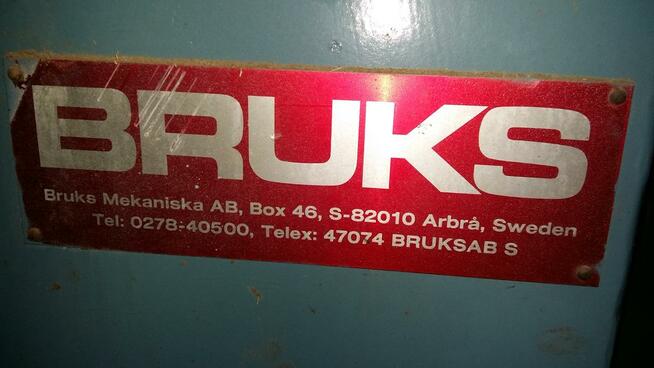 BRUKS
Bruks Mekaniska AB, Box 46, S-82010 Arbrå, Sweden
Tel: 0278-40500, Telex: 47074 BRUKSAB S